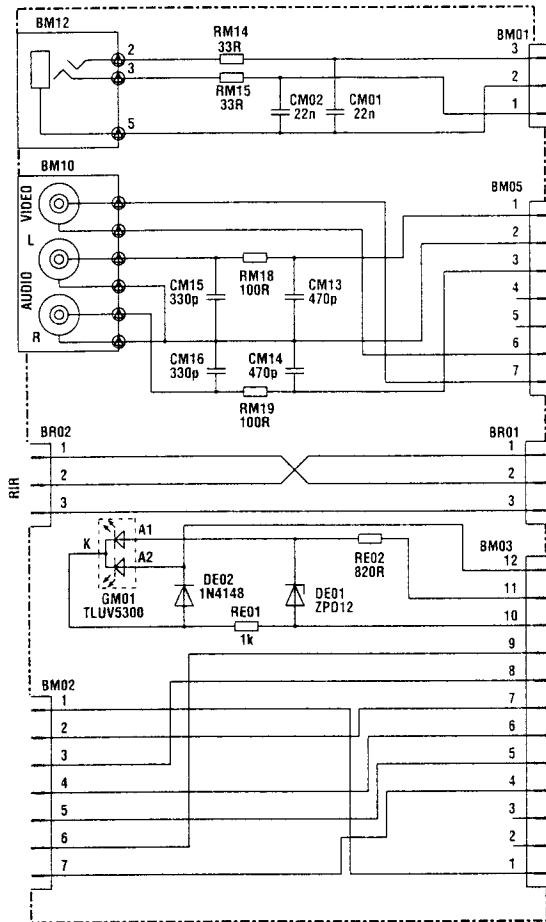 BM12
RM14
33R
BM01
2
3
3
RM15
33R
CM02
22n
CM01
22n
2
1
5
BM10
BM05
VIDEO
1
L
2
AUDIO
CM15
330p
RM18
100R
CM13
470p
3
4
5
R
CM16
330p
CM14
470p
6
7
RM19
100R
BR02
BR01
RIR
1
1
2
2
3
3
K
A1
A2
BM03
12
GM01
TLUV5300
DE02
1N4148
DE01
ZPD12
RE02
820R
11
RE01
1k
10
9
BM02
8
1
7
2
6
3
5
4
4
5
3
6
2
7
1